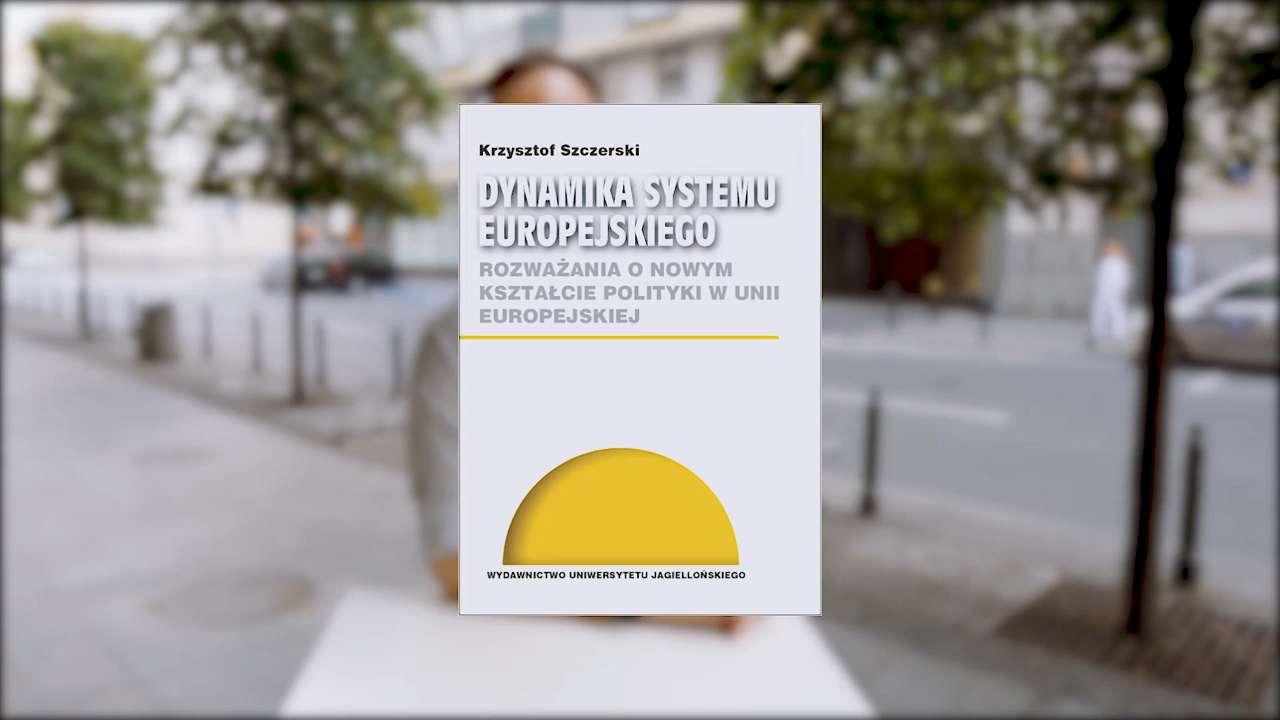 Krzysztof Szczerski
DYNAMIKA SYSTEMU
EUROPEJSKIEGO
ROZWAŻANIA O NOWYM
KSZTAŁCIE POLITYKI W UNII
EUROPEJSKIEJ
WYDAWNICTWO UNIWERSYTETU JAGIELLOŃSKIEGO